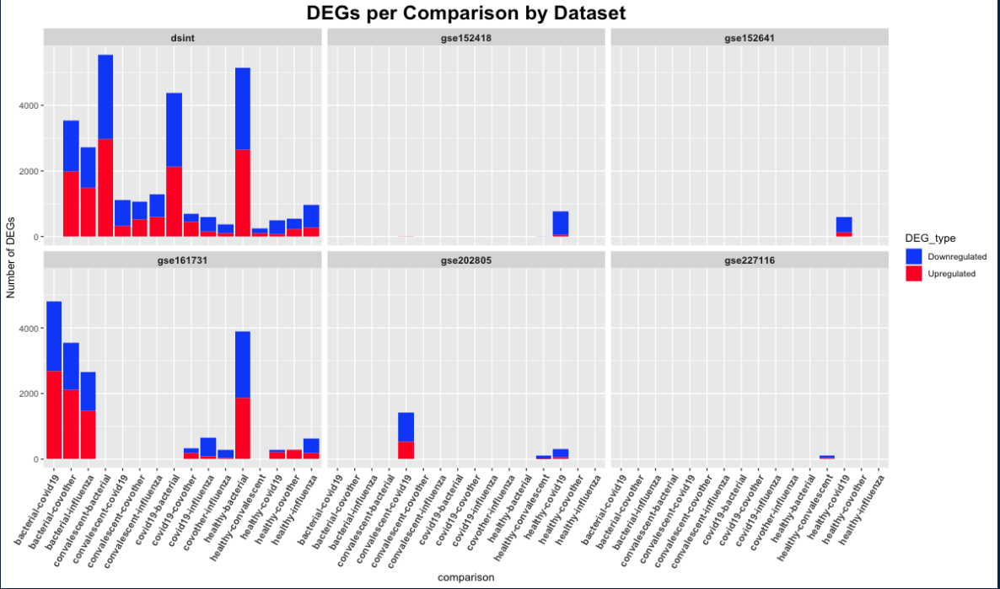 DEGs per Comparison by Dataset
dsint
gse152418
gse152641
4000
2000
0
gse161731
gse202805
gse227116
4000
2000
0
Number of DEGs
bacterial-covid19
bacterial-covother
bacterial-influenza
convalescent-bacterial
convalescent-covid19
convalescent-covother
convalescent-influenza
covid19-bacterial
covid19-covother
covid19-influenza
covother-influenza
healthy-bacterial
healthy-convalescent
healthy-covid19
healthy-covother
healthy-influenza
bacterial-covid19
bacterial-covother
bacterial-influenza
convalescent-bacterial
convalescent-covid19
convalescent-covother
convalescent-influenza
covid19-bacterial
covid19-covother
covid19-influenza
covother-influenza
healthy-bacterial
healthy-convalescent
healthy-covid19
healthy-covother
healthy-influenza
bacterial-covid19
bacterial-covother
bacterial-influenza
convalescent-bacterial
convalescent-covid19
convalescent-covother
convalescent-influenza
covid19-bacterial
covid19-covother
covid19-influenza
covother-influenza
healthy-bacterial
healthy-convalescent
healthy-covid19
healthy-covother
healthy-influenza
comparison
DEG_type
Downregulated
Upregulated